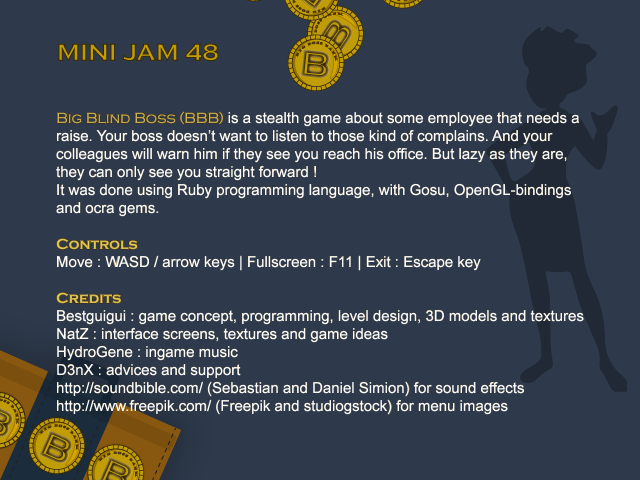 MINI JAM 48
B
B
BIG BLIND BOSS (BBB) is a stealth game about some employee that needs a
raise. Your boss doesn't want to listen to those kind of complains. And your
colleagues will warn him if they see you reach his office. But lazy as they are,
they can only see you straight forward !
It was done using Ruby programming language, with Gosu, OpenGL-bindings
and ocra gems.
CONTROLS
Move : WASD / arrow keys | Fullscreen : F11 | Exit : Escape key
CREDITS
Bestguigui : game concept, programming, level design, 3D models and textures
NatZ : interface screens, textures and game ideas
HydroGene : ingame music
D3nX : advices and support
http://soundbible.com/ (Sebastian and Daniel Simion) for sound effects
http://www.freepik.com/ (Freepik and studiogstock) for menu images
B
B
B